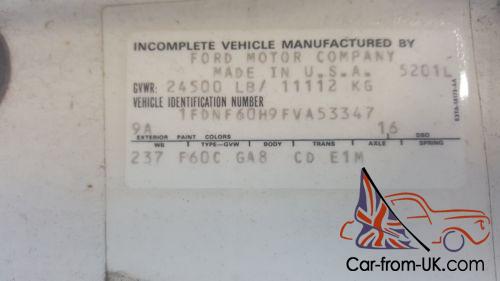 INCOMPLETE VEHICLE MANUFACTURED BY
FORD MOTOR COMPANY
MADE IN U.S.A. 5201L
GVWR: 24500 LB/ 11112 KG
VEHICLE IDENTIFICATION NUMBER
1FDNF60H9FVA53347
9A 16
EXTERIOR PAINT COLORS DSO
WB TYPE-GVW BODY TRANS AXLE SPRING
237 F60C GA8 CD E1M
Car-from-UK.com